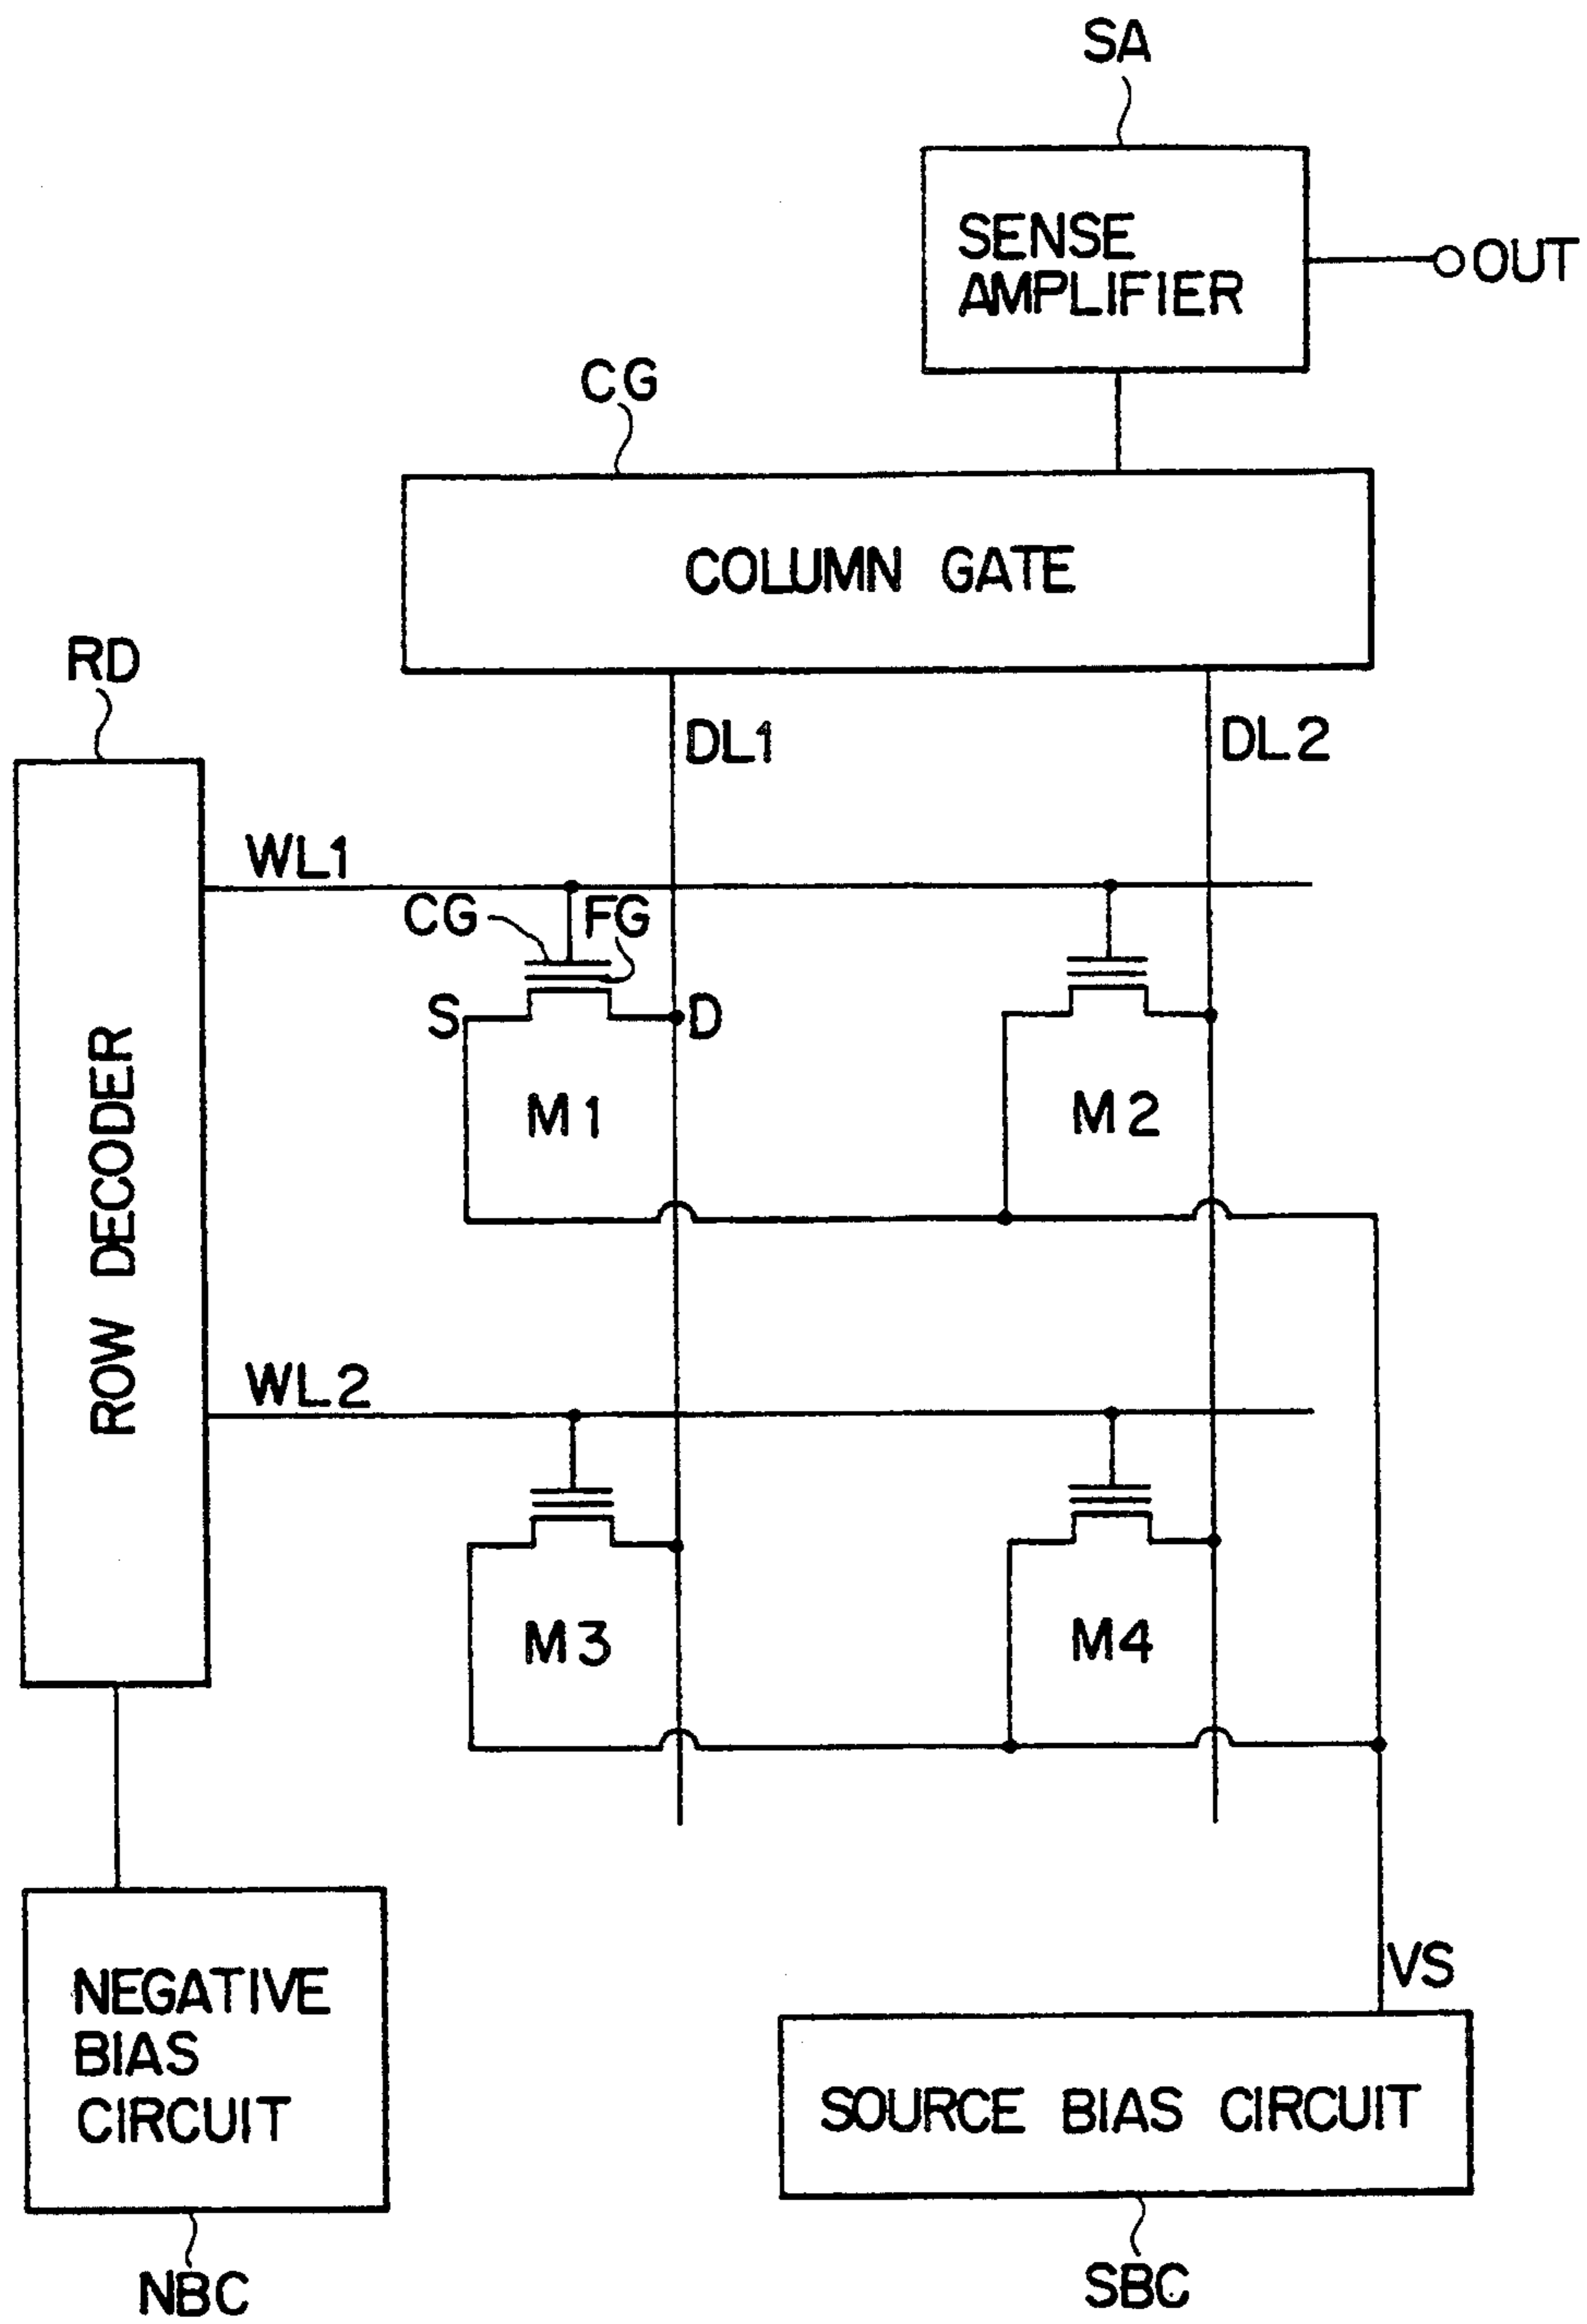 SA
SENSE
AMPLIFIER
OUT
CG
COLUMN GATE
RD
DL1
DL2
WL1
CG
FG
S
D
M1
M2
ROW DECODER
WL2
M3
M4
VS
NEGATIVE
BIAS
CIRCUIT
SOURCE BIAS CIRCUIT
NBC
SBC